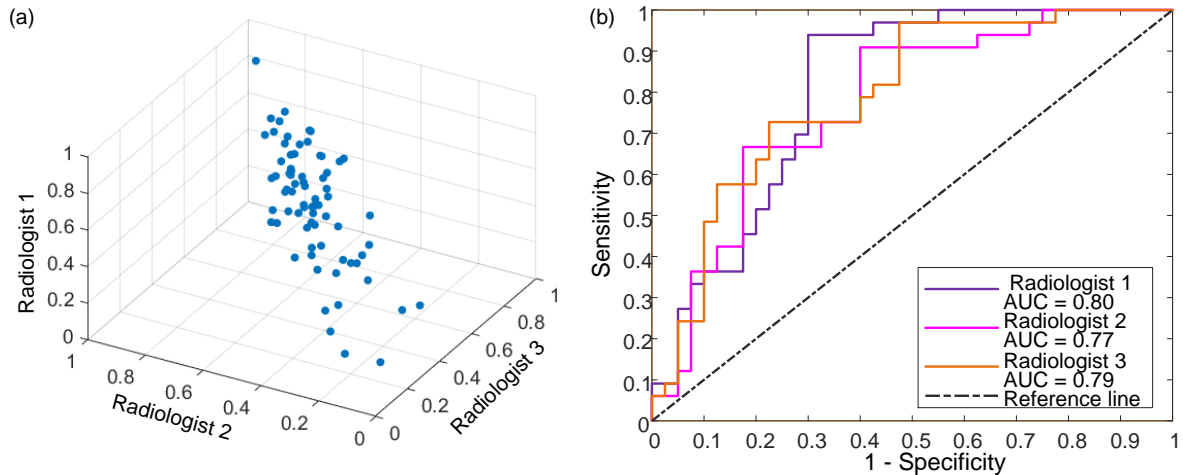 (a)
1
0.8
0.6
0.4
0.2
0
Radiologist 1
1
0.8
0.6
0.4
0.2
0
Radiologist 2
0
0.2
0.4
0.6
0.8
1
Radiologist 3
(b)
1
0.9
0.8
0.7
0.6
0.5
0.4
0.3
0.2
0.1
0
Sensitivity
0 0.1 0.2 0.3 0.4 0.5 0.6 0.7 0.8 0.9 1
1 - Specificity
Radiologist 1
AUC = 0.80
Radiologist 2
AUC = 0.77
Radiologist 3
AUC = 0.79
Reference line